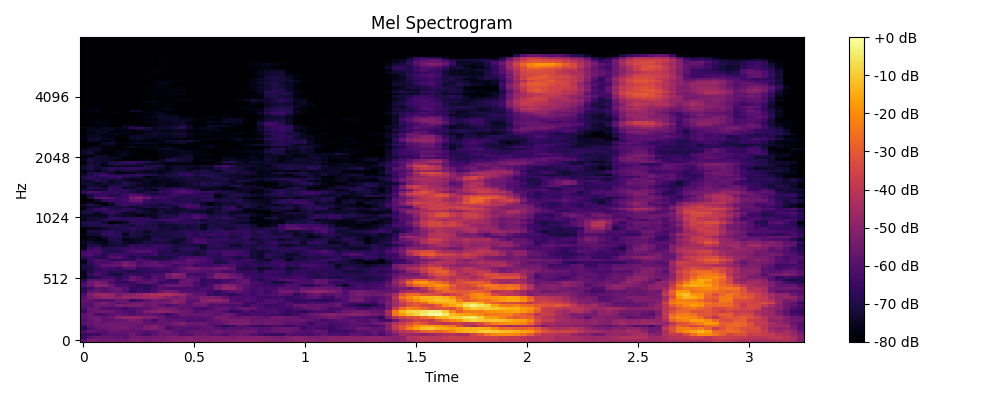 Mel Spectrogram
Hz
4096
2048
1024
512
0
0
0.5
1
1.5
2
2.5
3
Time
+0 dB
-10 dB
-20 dB
-30 dB
-40 dB
-50 dB
-60 dB
-70 dB
-80 dB